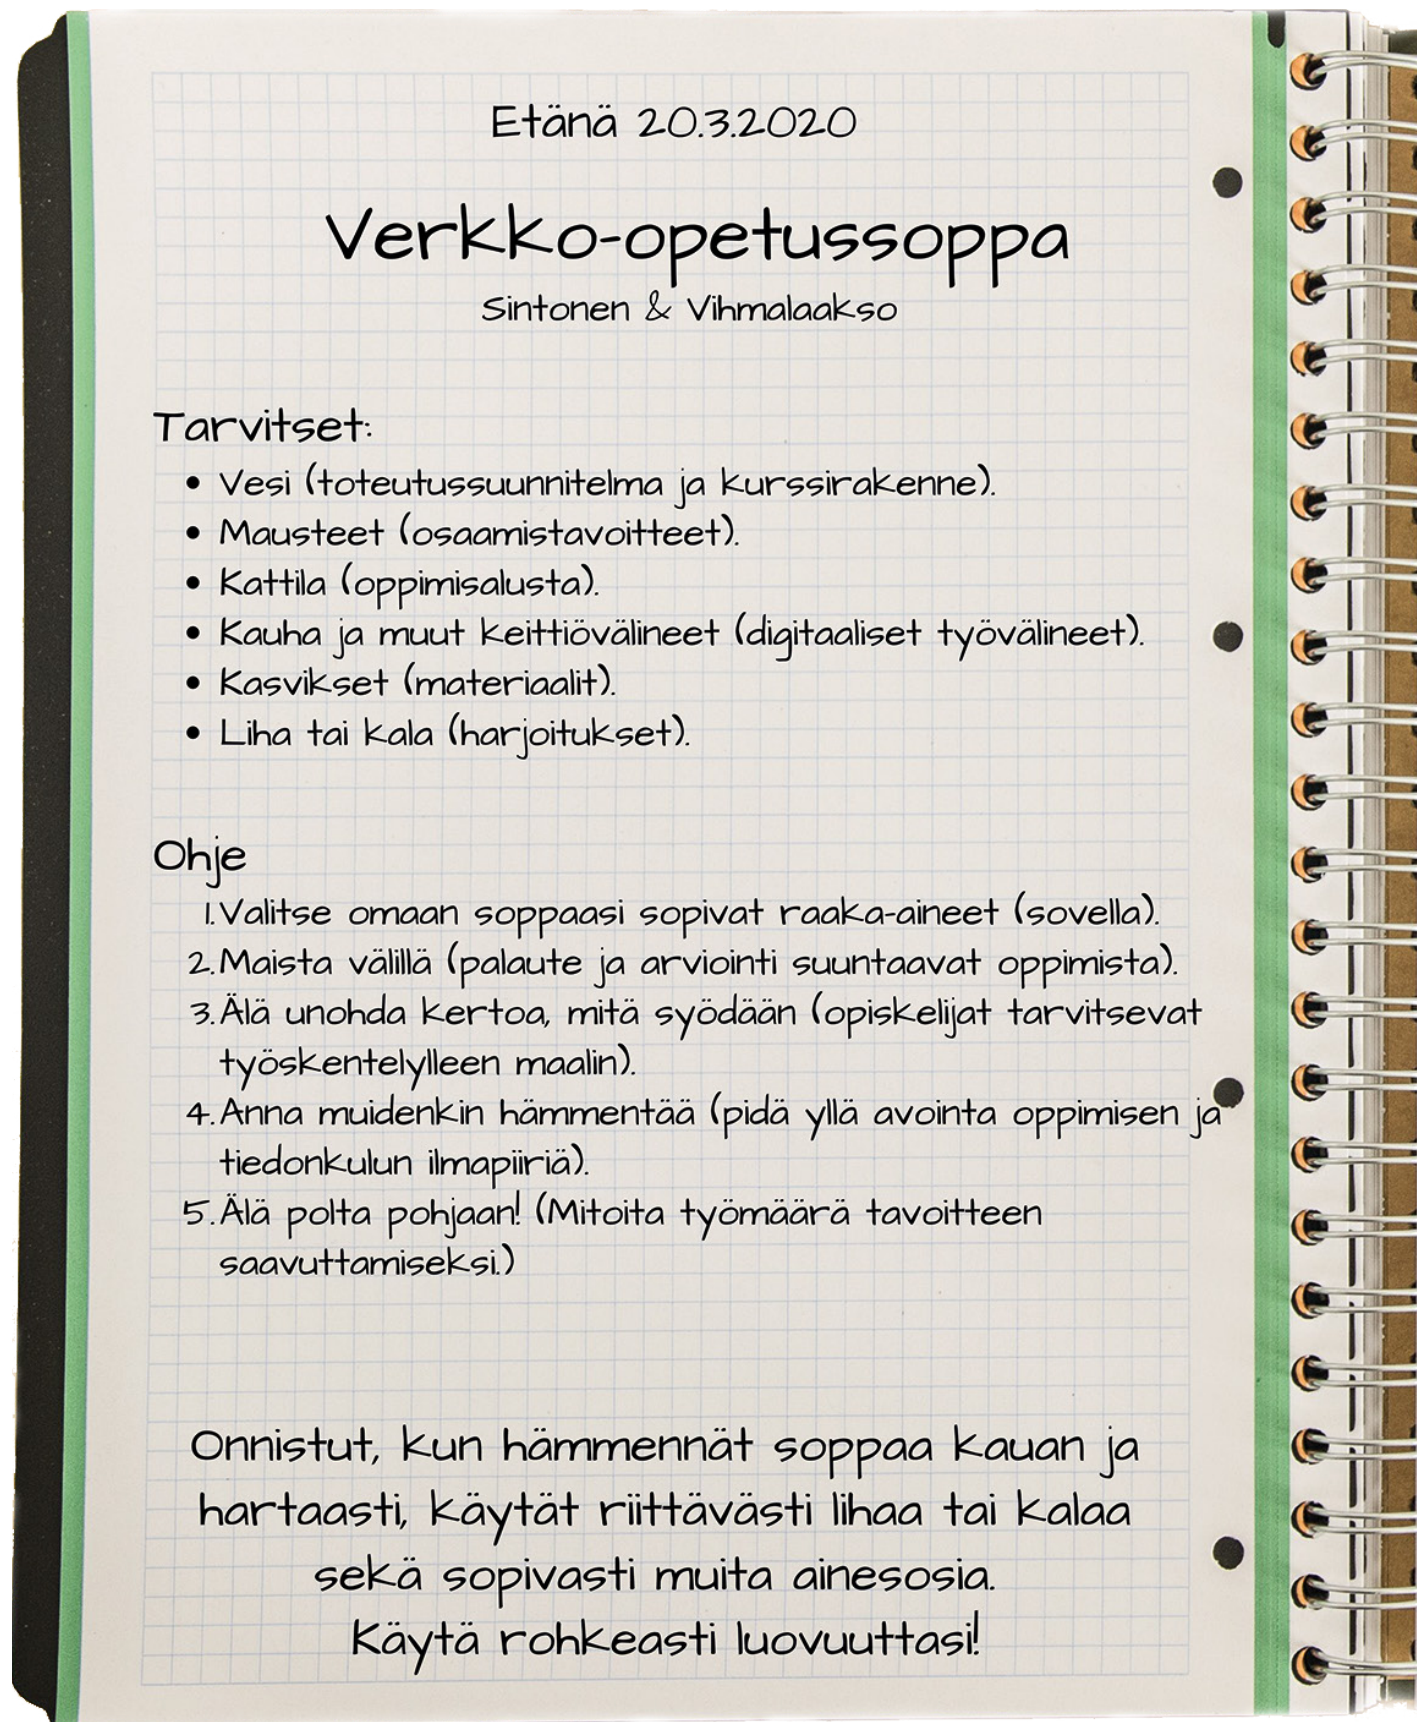 Etänä 20.3.2020
Verkko-opetussoppa
Sintonen & Vihmalaakso
Tarvitset:
• Vesi (toteutussuunnitelma ja kurssirakenne).
• Mausteet (osaamistavoitteet).
• Kattila (oppimisalusta).
• Kauha ja muut keittiövälineet (digitaaliset työvälineet).
• Kasvikset (materiaalit).
• Liha tai kala (harjoitukset).
Ohje
1. Valitse omaan soppaasi sopivat raaka-aineet (sovella).
2. Maista välillä (palaute ja arviointi suuntaavat oppimista).
3. Älä unohda kertoa, mitä syödään (opiskelijat tarvitsevat
työskentelylleen maalin).
4. Anna muidenkin hämmentää (pidä yllä avointa oppimisen ja
tiedonkulun ilmapiiriä).
5. Älä polta pohjaan! (Mitoita työmäärä tavoitteen
saavuttamiseksi.)
Onnistut, kun hämmennät soppaa kauan ja
hartaasti, käytät riittävästi lihaa tai kalaa
sekä sopivasti muita ainesosia.
Käytä rohkeasti luovuuttasi!